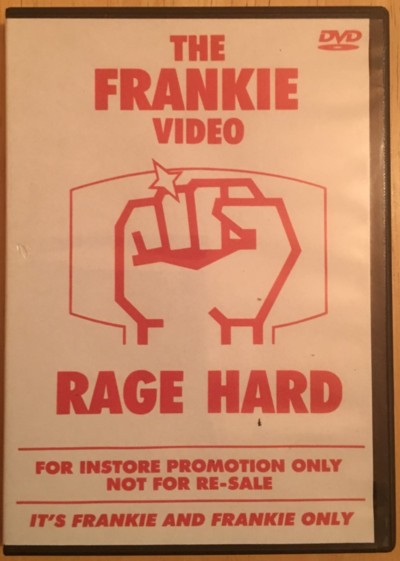 THE
FRANKIE
VIDEO
DVD
RAGE HARD
FOR INSTORE PROMOTION ONLY
NOT FOR RE-SALE
IT'S FRANKIE AND FRANKIE ONLY